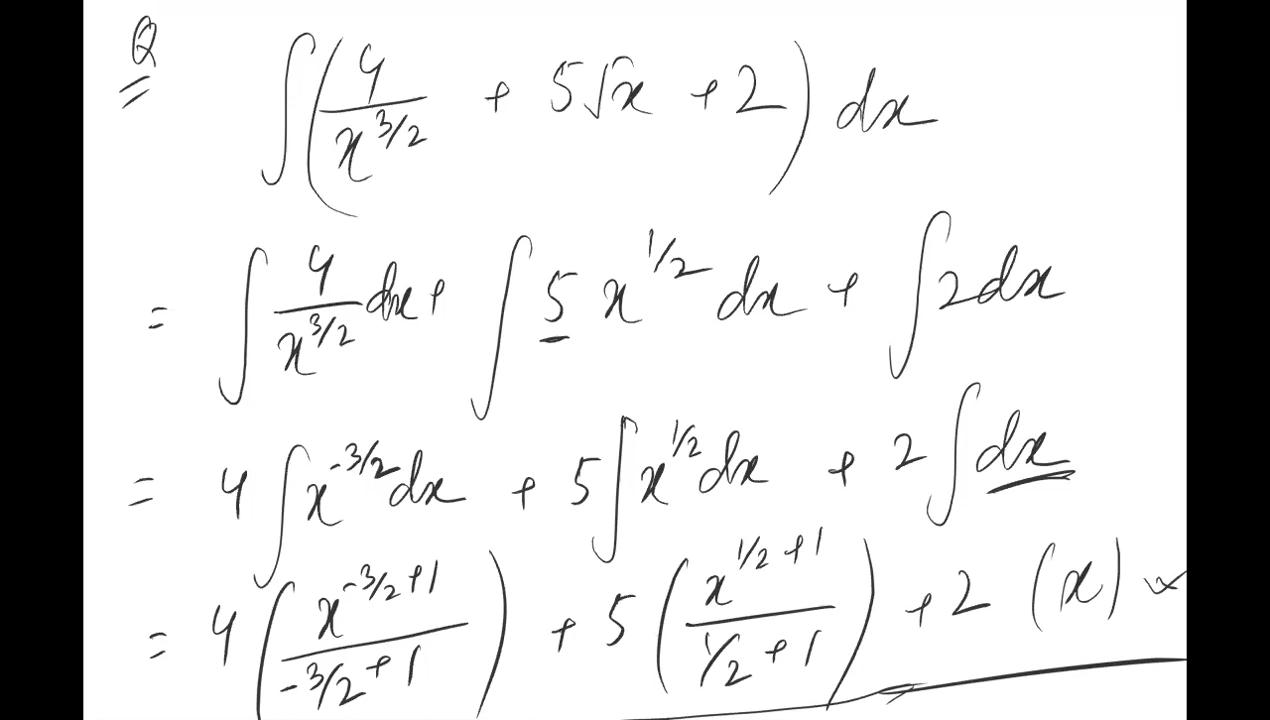 Q
∫(4/x^3/2 + 5√x + 2) dx
= ∫ 4/x^3/2 dx + ∫ 5 x^1/2 dx + ∫ 2 dx
= 4 ∫ x^-3/2 dx + 5 ∫ x^1/2 dx + 2 ∫ dx
= 4 (x^-3/2+1 / -3/2+1) + 5 (x^1/2+1 / 1/2+1) + 2 (x)